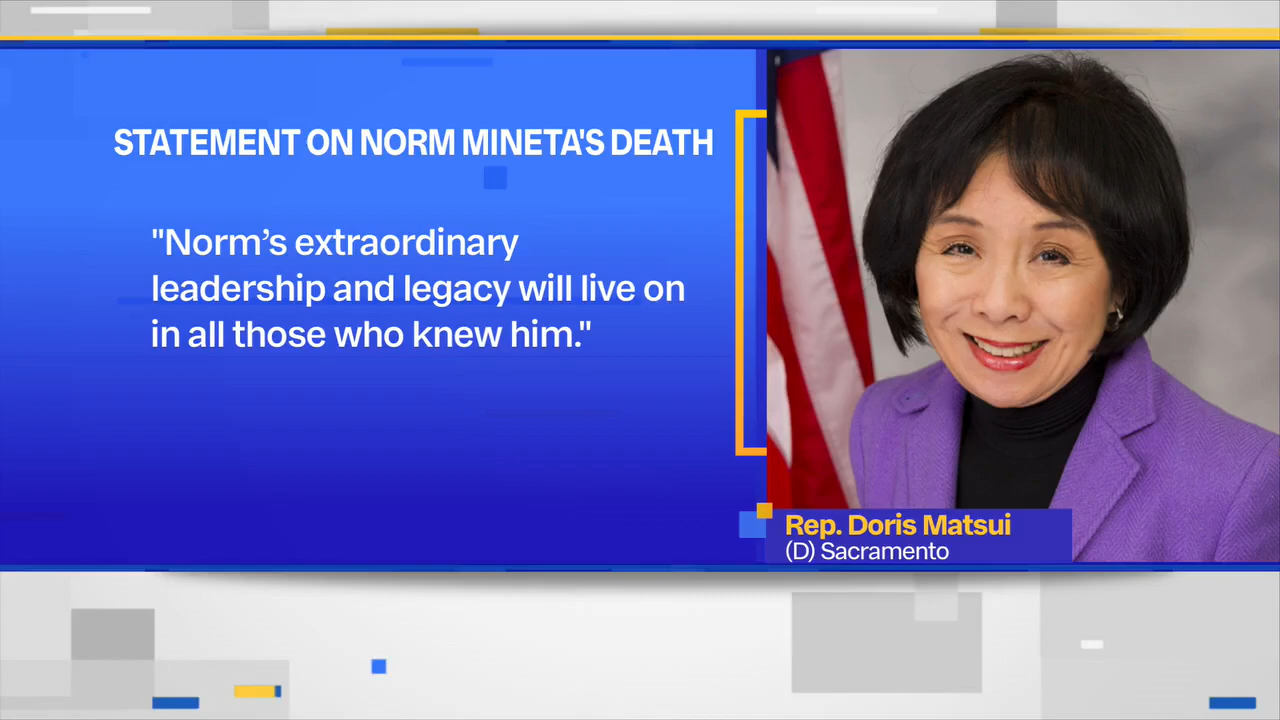 STATEMENT ON NORM MINETA'S DEATH
"Norm’s extraordinary
leadership and legacy will live on
in all those who knew him."
Rep. Doris Matsui
(D) Sacramento